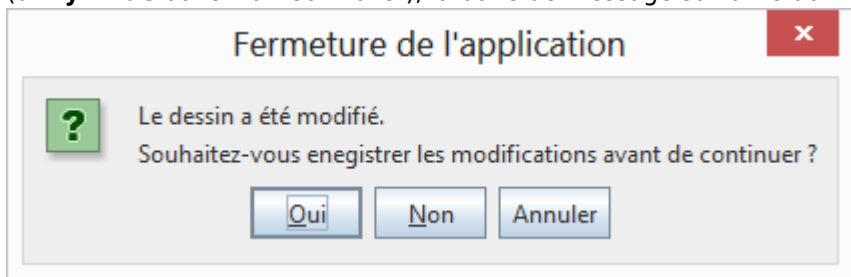 Fermeture de l'application
x
?
Le dessin a été modifié.
Souhaitez-vous enegistrer les modifications avant de continuer ?
Oui Non Annuler